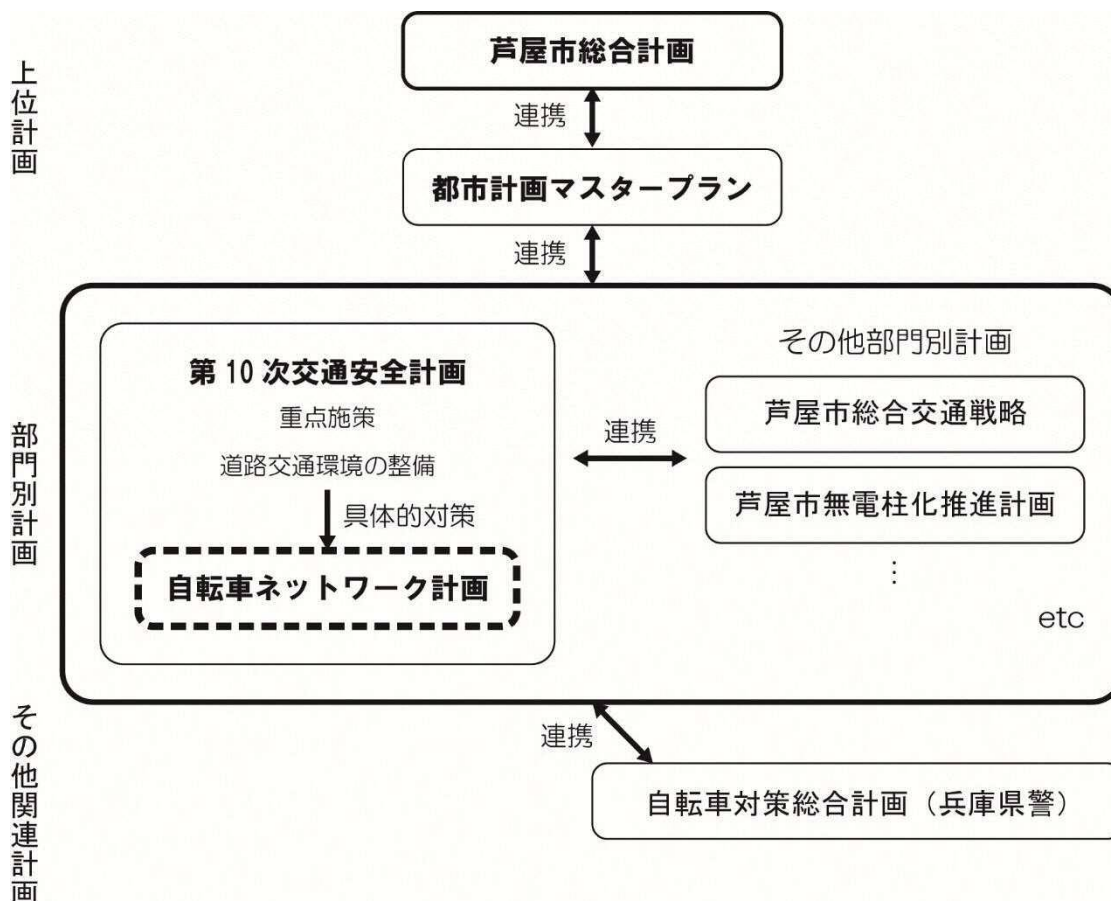 上位計画
芦屋市総合計画
連携
都市計画マスタープラン
連携
部門別計画
第10次交通安全計画
重点施策
道路交通環境の整備
具体的対策
自転車ネットワーク計画
連携
その他部門別計画
芦屋市総合交通戦略
芦屋市無電柱化推進計画
⋮
etc
その他関連計画
連携
自転車対策総合計画（兵庫県警）